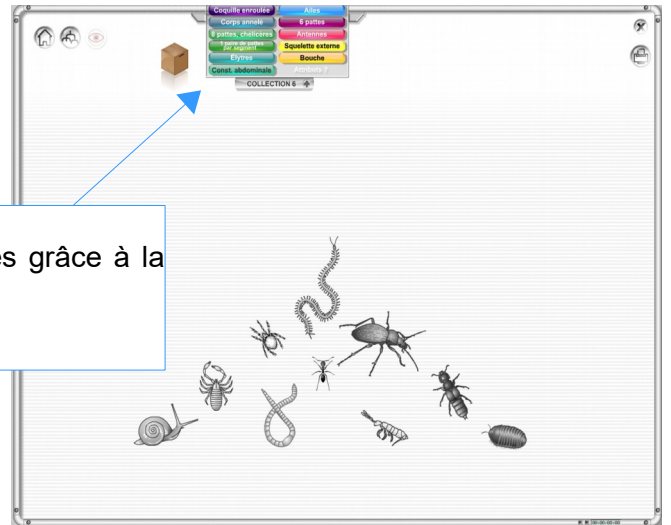 Coquille enroulée
Ailes
Corps annelé
6 pattes
8 pattes, chélicères
Antennes
1 paire de pattes par segment
Squelette externe
Elytres
Bouche
Const. abdominale
Attributs ?
COLLECTION 6
es grâce à la